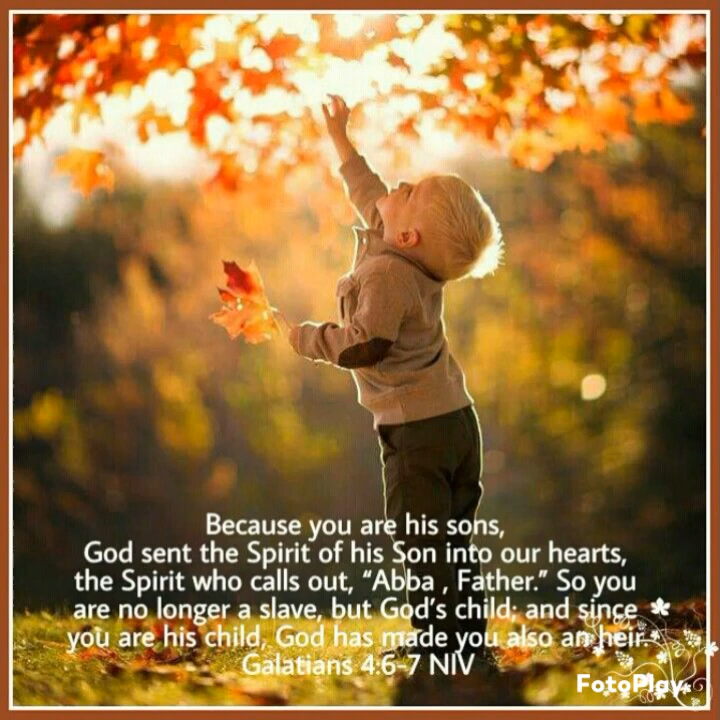 Because you are his sons,
God sent the Spirit of his Son into our hearts,
the Spirit who calls out, “Abba , Father.” So you
are no longer a slave, but God’s child; and since
you are his child, God has made you also an heir.
Galatians 4:6-7 NIV
FotoPlay